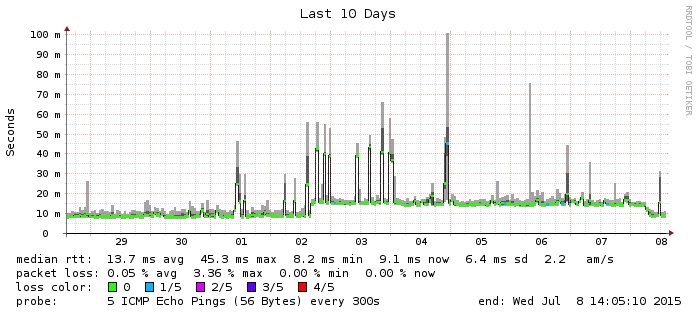 Last 10 Days
RRDTOOL / TOBI OETIKER
Seconds
100 m
90 m
80 m
70 m
60 m
50 m
40 m
30 m
20 m
10 m
0
29 30 01 02 03 04 05 06 07 08
median rtt: 13.7 ms avg 45.3 ms max 8.2 ms min 9.1 ms now 6.4 ms sd 2.2 am/s
packet loss: 0.05 % avg 3.36 % max 0.00 % min 0.00 % now
loss color: 0 1/5 2/5 3/5 4/5
probe: 5 ICMP Echo Pings (56 Bytes) every 300s end: Wed Jul 8 14:05:10 2015